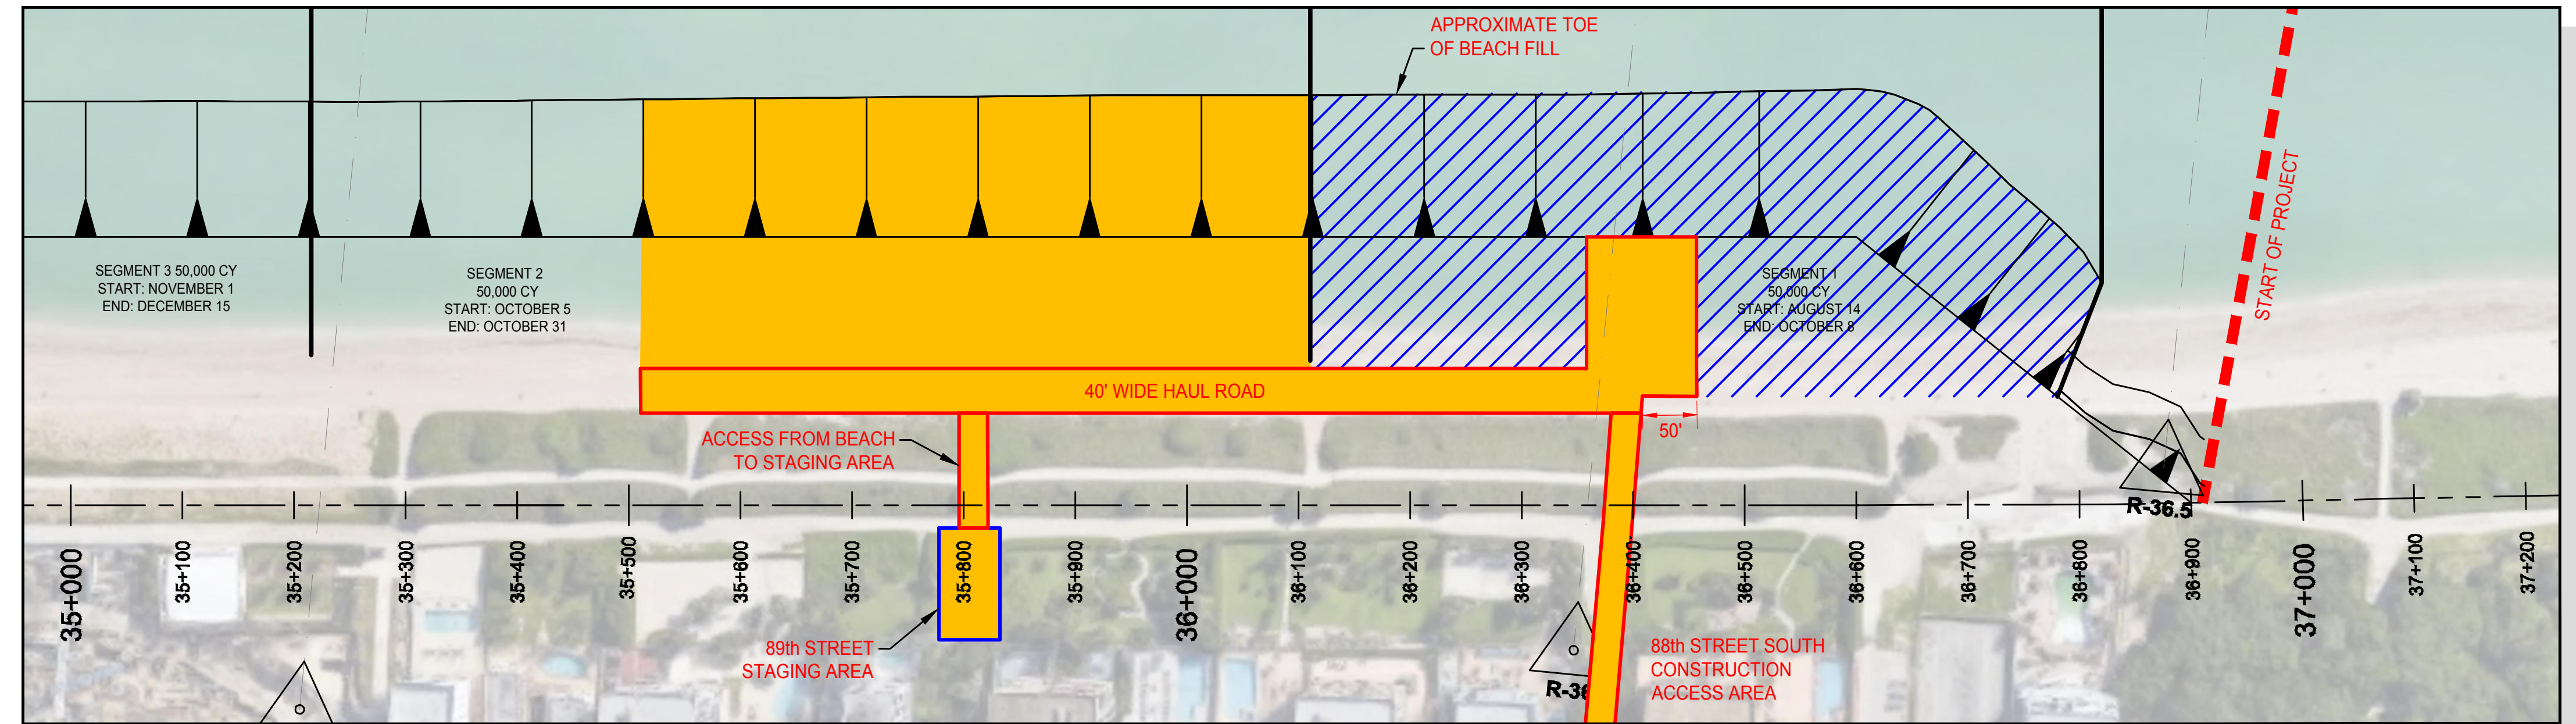 APPROXIMATE TOE
OF BEACH FILL
START OF PROJECT
SEGMENT 3 50,000 CY
START: NOVEMBER 1
END: DECEMBER 15
SEGMENT 2
50,000 CY
START: OCTOBER 5
END: OCTOBER 31
SEGMENT 1
50,000 CY
START: AUGUST 14
END: OCTOBER 8
40' WIDE HAUL ROAD
50'
ACCESS FROM BEACH
TO STAGING AREA
R-36.5
35+000
35+100
35+200
35+300
35+400
35+500
35+600
35+700
35+800
35+900
36+000
36+100
36+200
36+300
36+400
36+500
36+600
36+700
36+800
36+900
37+000
37+100
37+200
89th STREET
STAGING AREA
88th STREET SOUTH
CONSTRUCTION
ACCESS AREA
R-36